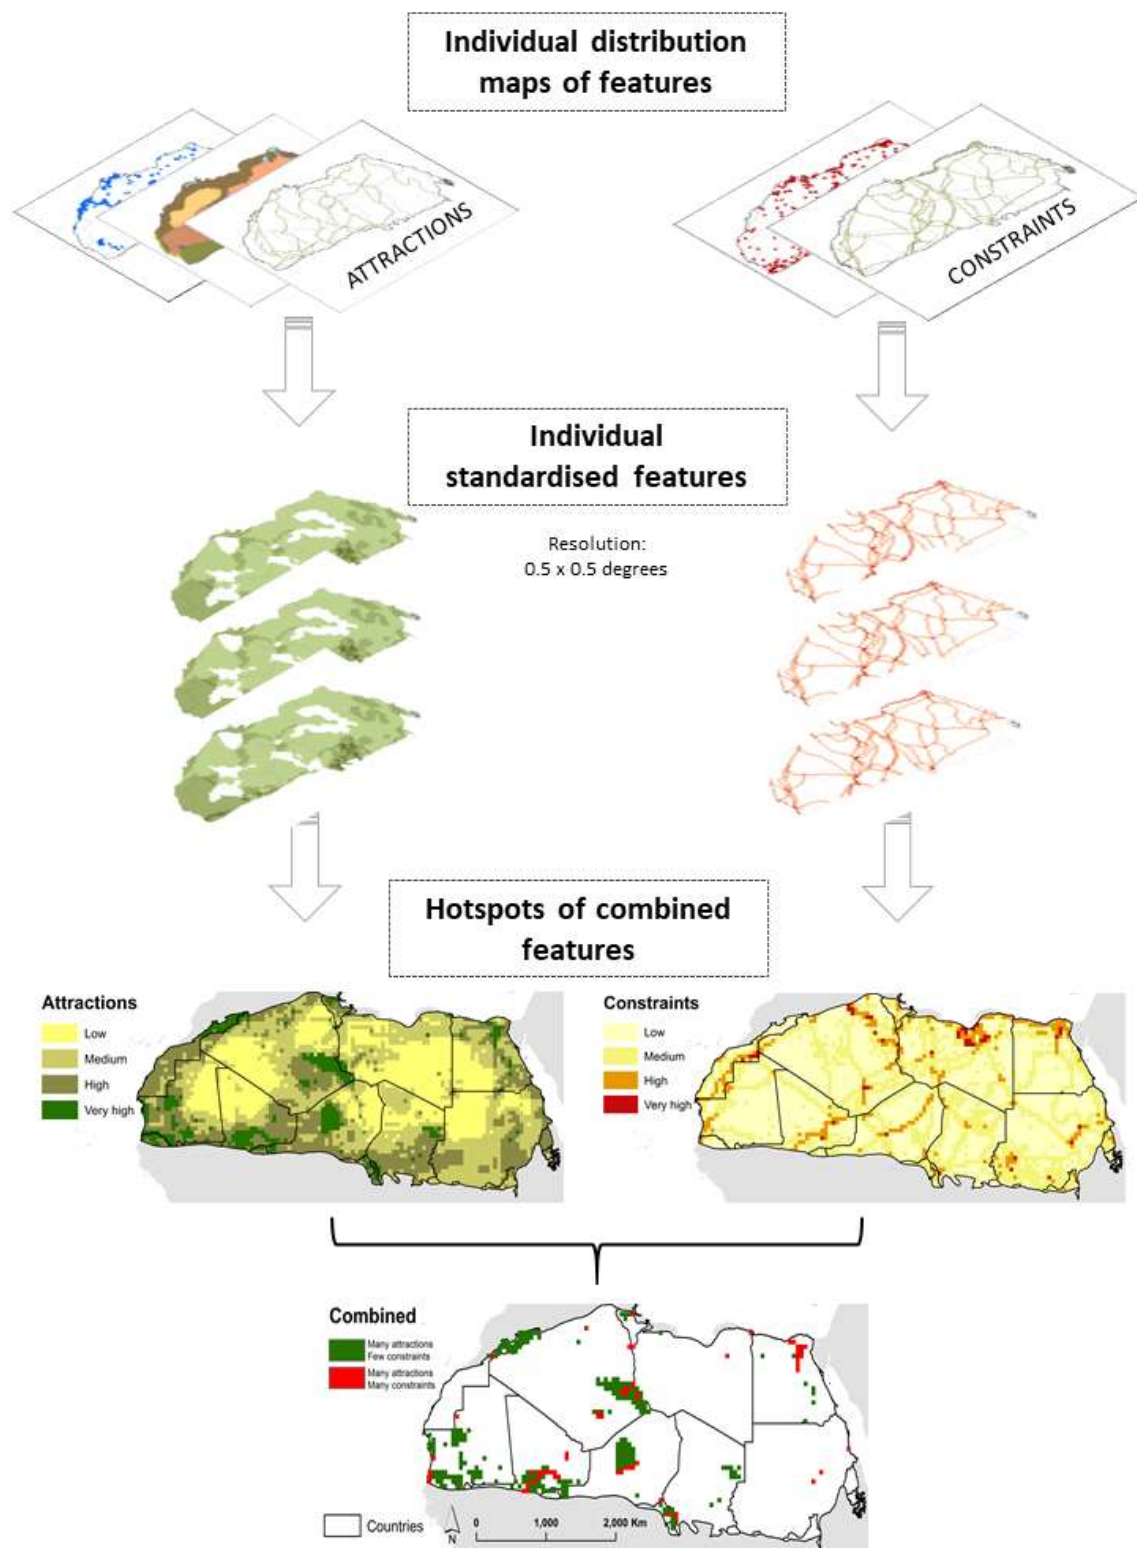 Individual distribution
maps of features
ATTRACTIONS
CONSTRAINTS
Individual
standardised features
Resolution:
0.5 x 0.5 degrees
Hotspots of combined
features
Attractions
Low
Medium
High
Very high
Constraints
Low
Medium
High
Very high
Combined
Many attractions
Few constraints
Many attractions
Many constraints
Countries
N
0 1,000 2,000 Km